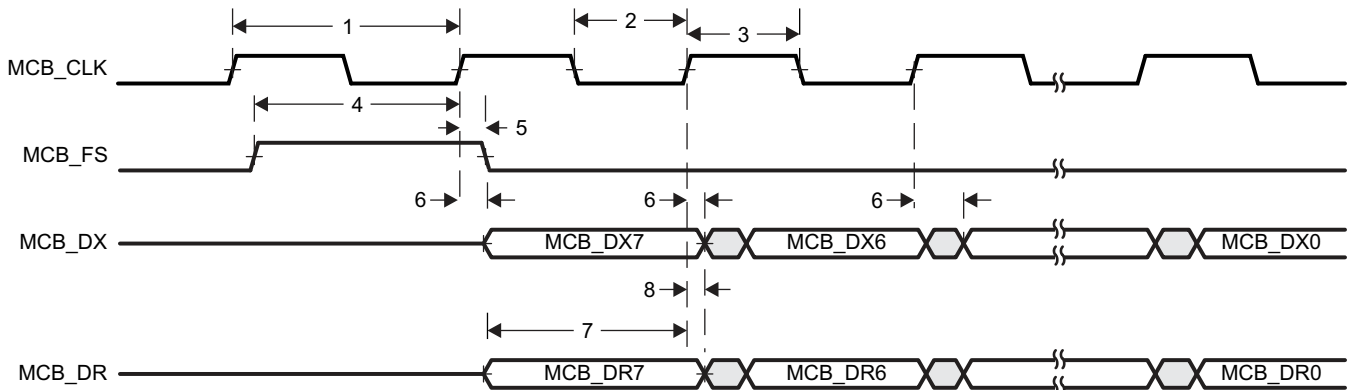 1
2
3
MCB_CLK
4
5
MCB_FS
6
6
6
MCB_DX
MCB_DX7
MCB_DX6
MCB_DX0
8
7
MCB_DR
MCB_DR7
MCB_DR6
MCB_DR0